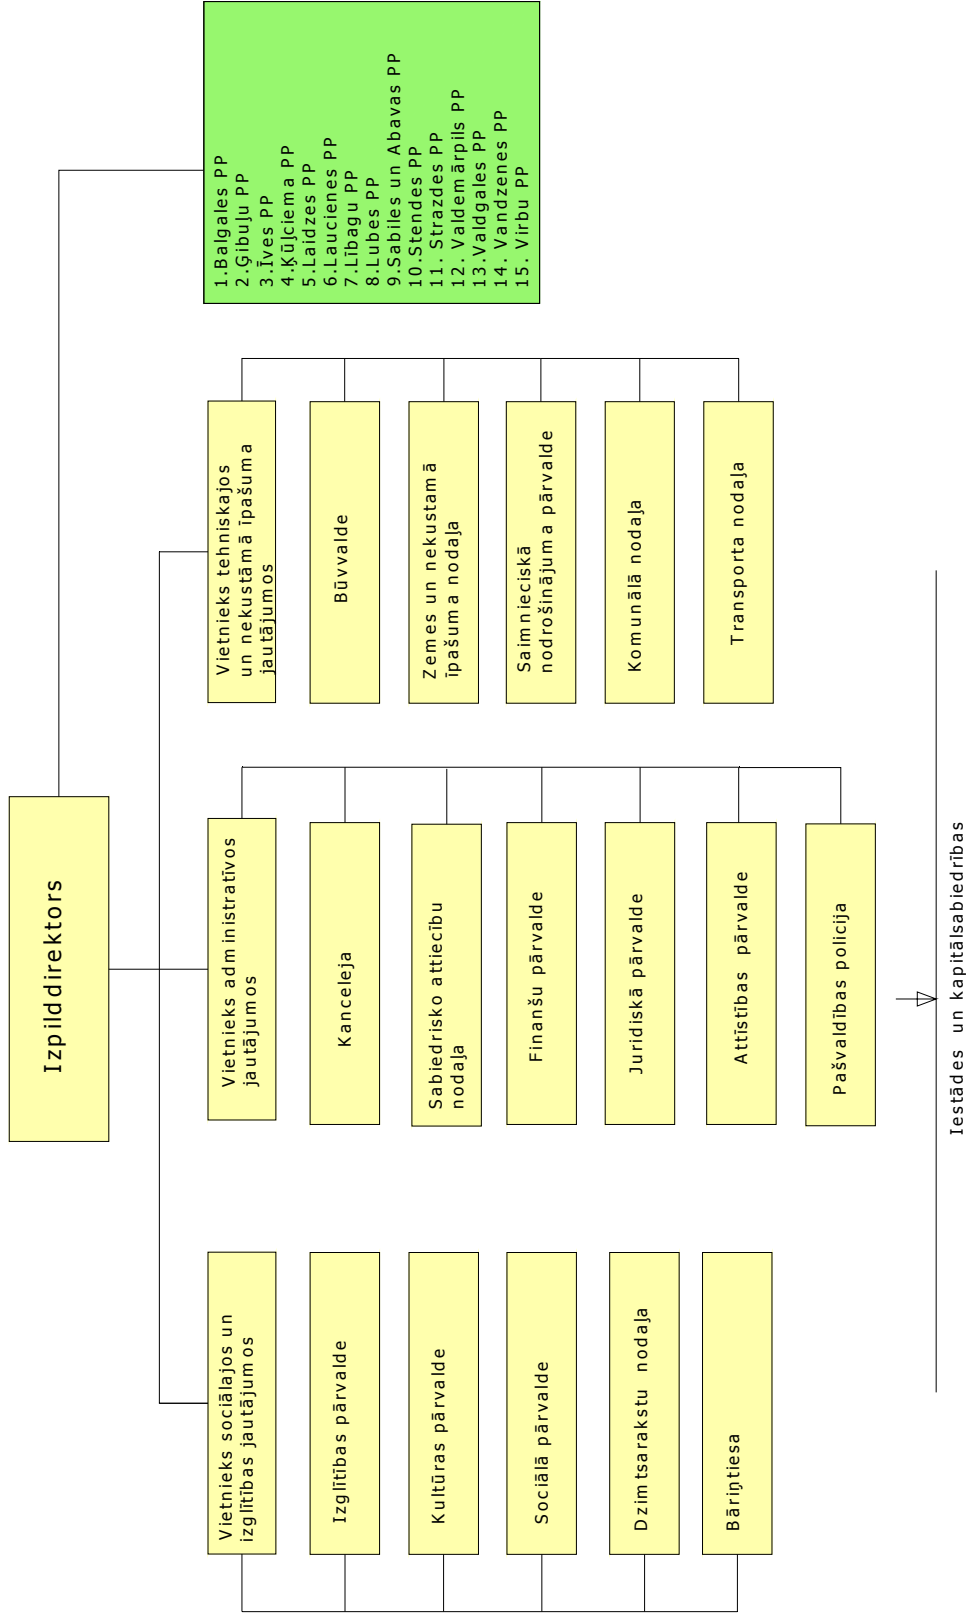 Izpilddirektors
Vietnieks sociālajos un
izglītības jautājumos
Izglītības pārvalde
Kultūras pārvalde
Sociālā pārvalde
Dzimtsarakstu nodaļa
Bāriņtiesa
Vietnieks administratīvos
jautājumos
Kanceleja
Sabiedrisko attiecību
nodaļa
Finanšu pārvalde
Juridiskā pārvalde
Attīstības pārvalde
Pašvaldības policija
Vietnieks tehniskajos
un nekustāmā īpašuma
jautājumos
Būvvalde
Zemes un nekustamā
īpašuma nodaļa
Saimnieciskā
nodrošinājuma pārvalde
Komunālā nodaļa
Transporta nodaļa
1.Balgales PP
2.Ģibuļu PP
3.Īves PP
4.Ķūļciema PP
5.Laidzes PP
6.Laucienes PP
7.Lībagu PP
8.Lubes PP
9.Sabiles un Abavas PP
10.Stendes PP
11. Strazdes PP
12. Valdemārpils PP
13.Valdgales PP
14. Vandzenes PP
15. Virbu PP
Iestādes un kapitālsabiedrības